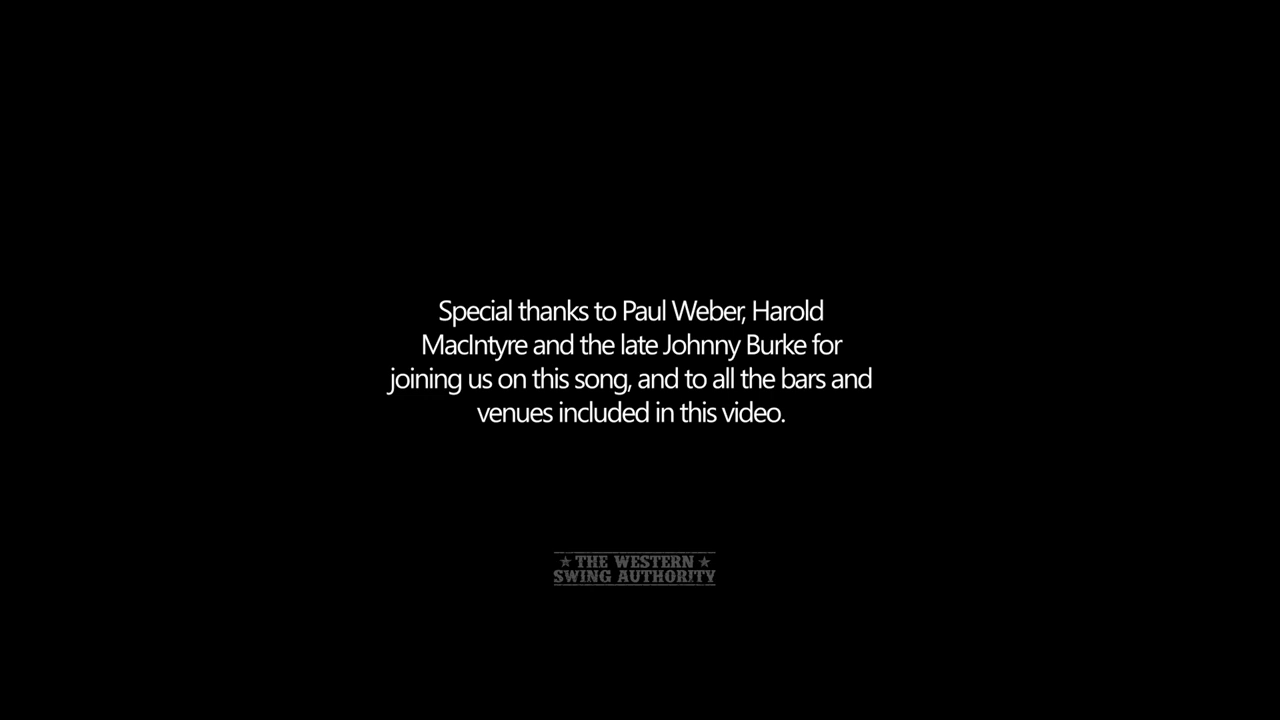 Special thanks to Paul Weber, Harold
MacIntyre and the late Johnny Burke for
joining us on this song, and to all the bars and
venues included in this video.
THE WESTERN
SWING AUTHORITY